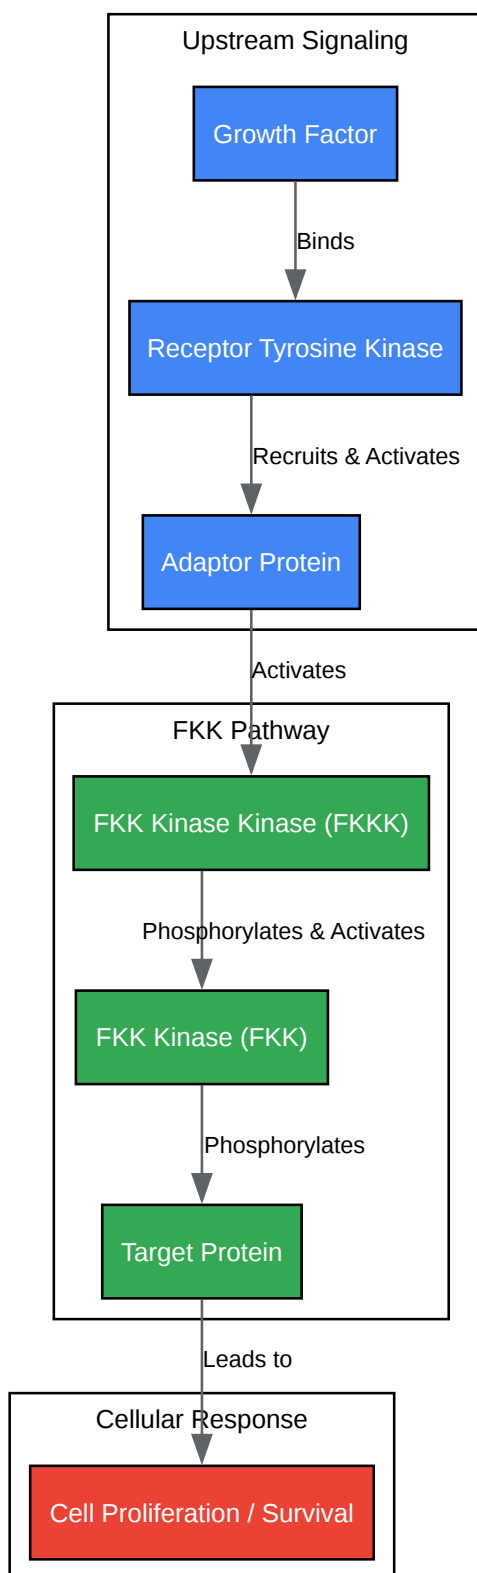 Upstream Signaling
Growth Factor
Binds
Receptor Tyrosine Kinase
Recruits & Activates
Adaptor Protein
Activates
FKK Pathway
FKK Kinase Kinase (FKKK)
Phosphorylates & Activates
FKK Kinase (FKK)
Phosphorylates
Target Protein
Leads to
Cellular Response
Cell Proliferation / Survival